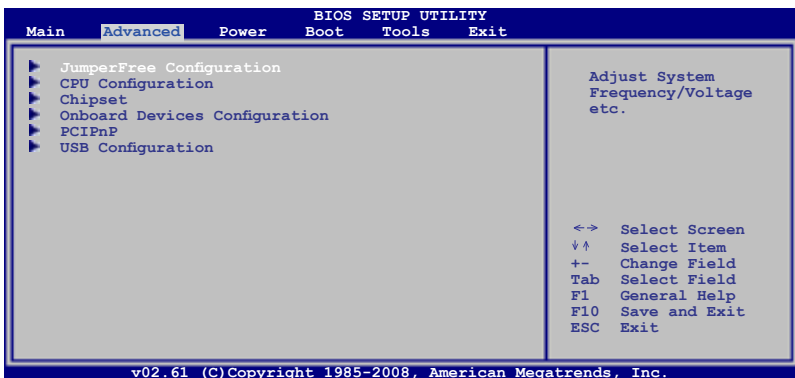 BIOS SETUP UTILITY
Main Advanced Power Boot Tools Exit
JumperFree Configuration
CPU Configuration
Chipset
Onboard Devices Configuration
PCIPnP
USB Configuration
Adjust System
Frequency/Voltage
etc.
←→ Select Screen
↓↑ Select Item
+- Change Field
Tab Select Field
F1 General Help
F10 Save and Exit
ESC Exit
v02.61 (C)Copyright 1985-2008, American Megatrends, Inc.